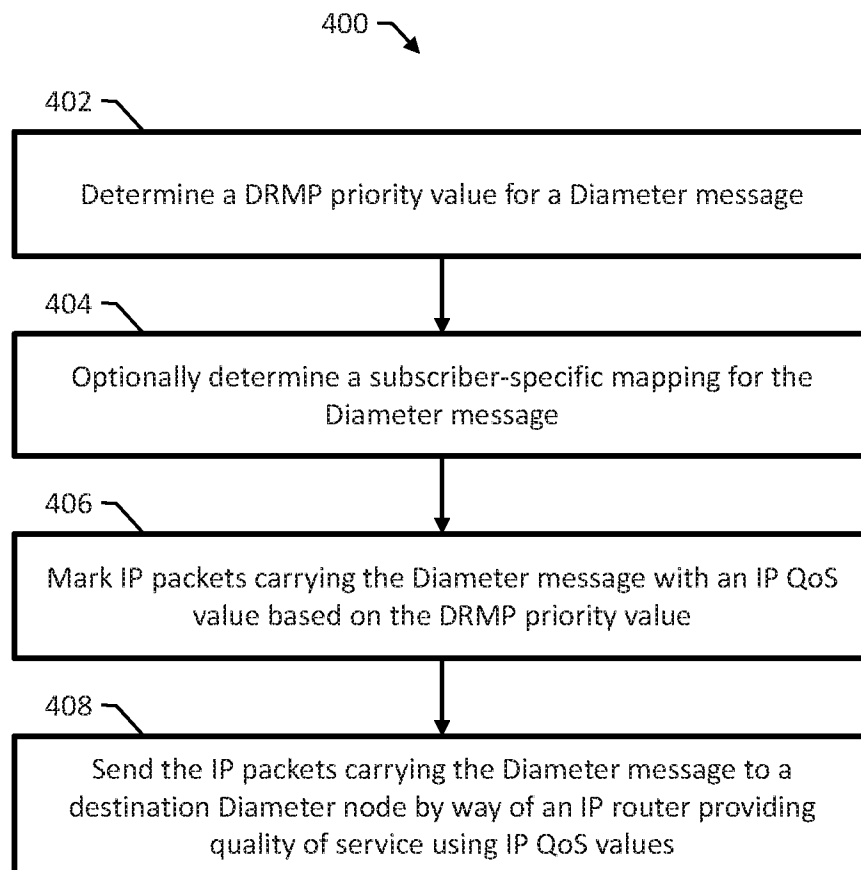 400
402
Determine a DRMP priority value for a Diameter message
404
Optionally determine a subscriber-specific mapping for the
Diameter message
406
Mark IP packets carrying the Diameter message with an IP QoS
value based on the DRMP priority value
408
Send the IP packets carrying the Diameter message to a
destination Diameter node by way of an IP router providing
quality of service using IP QoS values